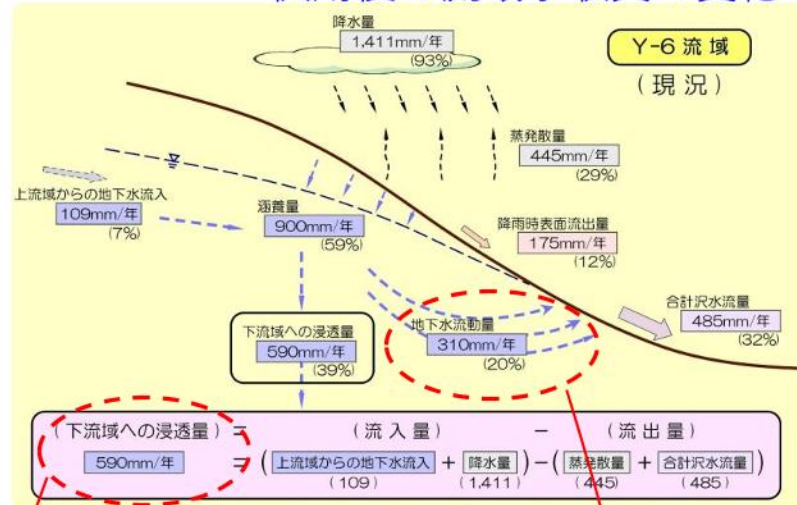 降水量
1,411mm/年
(93%)
Y-6 流域
(現況)
蒸発散量
445mm/年
(29%)
上流域からの地下水流入
109mm/年
(7%)
涵養量
900mm/年
(59%)
降雨時表面流出量
175mm/年
(12%)
合計沢水流量
485mm/年
(32%)
下流域への浸透量
590mm/年
(39%)
地下水流動量
310mm/年
(20%)
(下流域への浸透量) = (流入量) − (流出量)
590mm/年 = (上流域からの地下水流入 + 降水量) − (蒸発散量 + 合計沢水流量)
(109) (1,411) (445) (485)